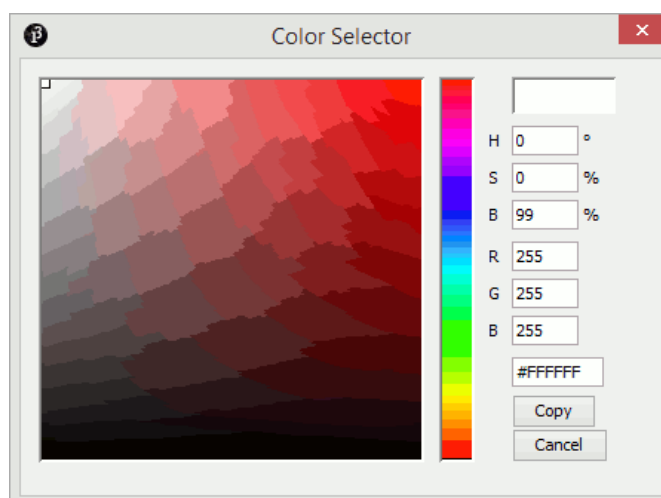 Color Selector
H 0 °
S 0 %
B 99 %
R 255
G 255
B 255
#FFFFFF
Copy
Cancel